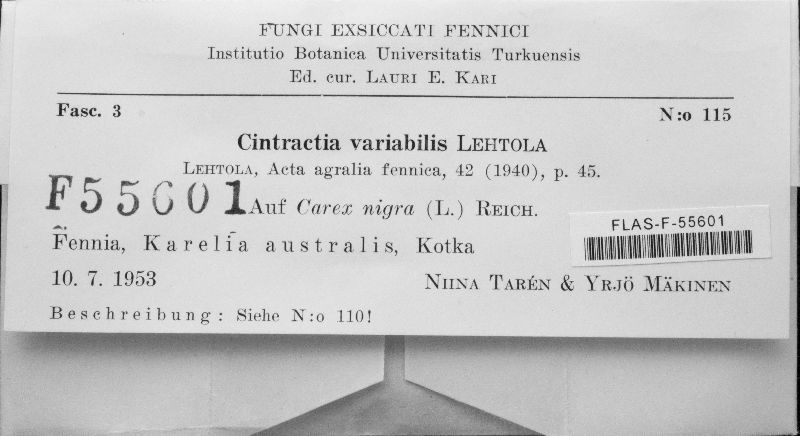 FUNGI EXSICCATI FENNICI
Institutio Botanica Universitatis Turkuensis
Ed. cur. LAURI E. KARI
Fasc. 3 N:o 115
Cintractia variabilis LEHTOLA
LEHTOLA, Acta agralia fennica, 42 (1940), p. 45.
F55601
Auf Carex nigra (L.) REICH.
FLAS-F-55601
Fennia, Karelia australis, Kotka
10. 7. 1953 NIINA TARÉN & YRJÖ MÄKINEN
Beschreibung: Siehe N:o 110!